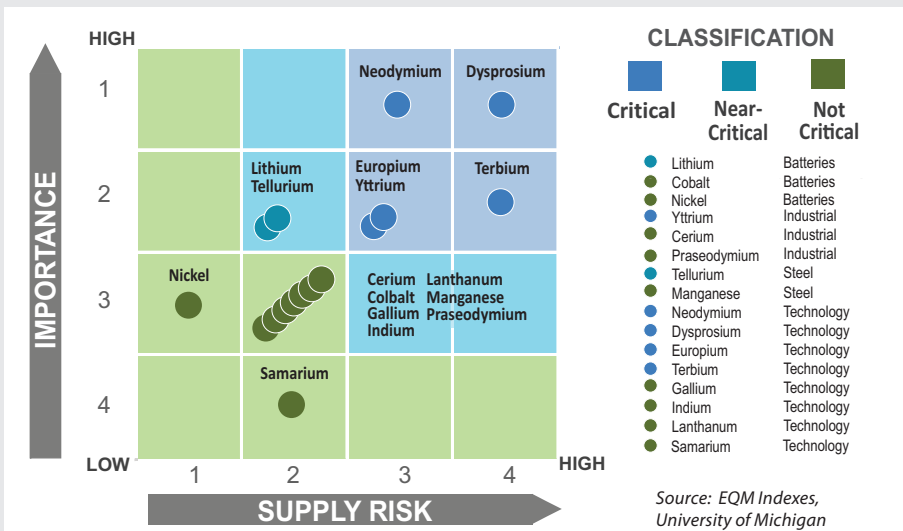 HIGH
IMPORTANCE
1
2
3
4
LOW
Neodymium
Dysprosium
Lithium
Tellurium
Europium
Yttrium
Terbium
Nickel
Cerium Lanthanum
Colbalt Manganese
Gallium Praseodymium
Indium
Samarium
1 2 3 4
HIGH
SUPPLY RISK
CLASSIFICATION
Critical
Near-
Critical
Not
Critical
Lithium Batteries
Cobalt Batteries
Nickel Batteries
Yttrium Industrial
Cerium Industrial
Praseodymium Industrial
Tellurium Steel
Manganese Steel
Neodymium Technology
Dysprosium Technology
Europium Technology
Terbium Technology
Gallium Technology
Indium Technology
Lanthanum Technology
Samarium Technology
Source: EQM Indexes,
University of Michigan